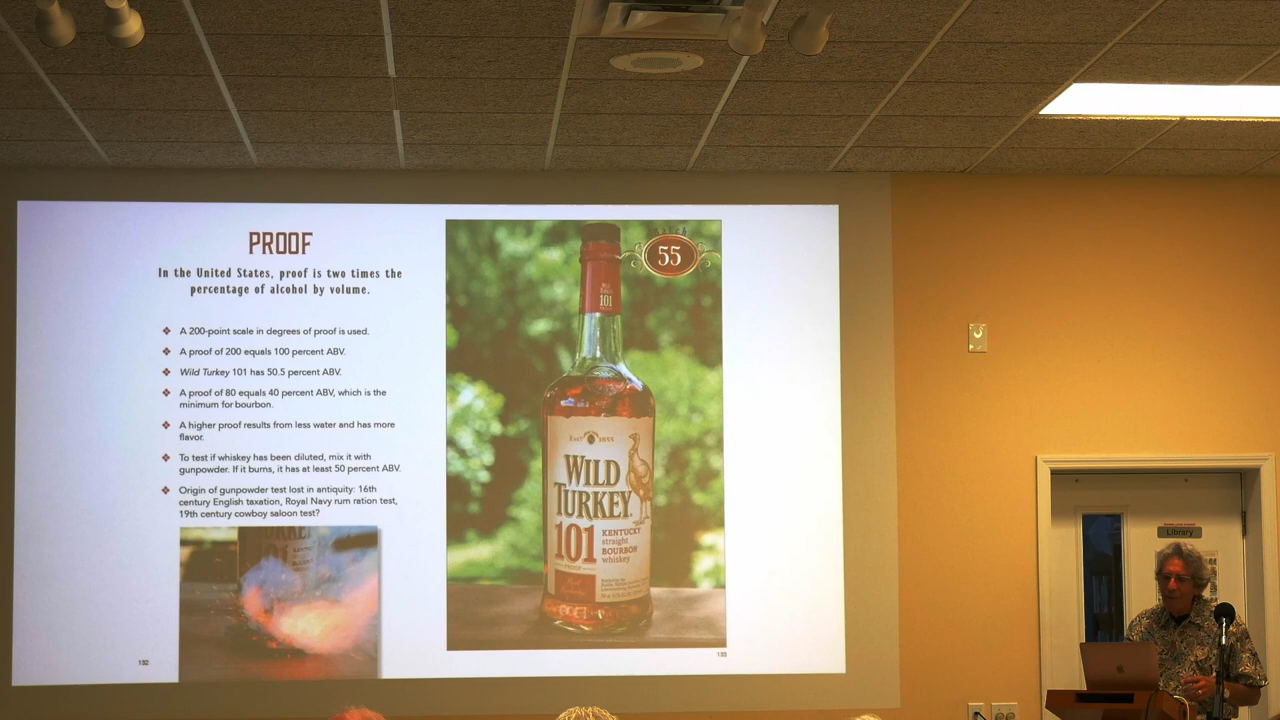 PROOF
In the United States, proof is two times the
percentage of alcohol by volume.
A 200-point scale in degrees of proof is used.
A proof of 200 equals 100 percent ABV.
Wild Turkey 101 has 50.5 percent ABV.
A proof of 80 equals 40 percent ABV, which is the
minimum for bourbon.
A higher proof results from less water and has more
flavor.
To test if whiskey has been diluted, mix it with
gunpowder. If it burns, it has at least 50 percent ABV.
Origin of gunpowder test lost in antiquity: 16th
century English taxation, Royal Navy rum ration test,
19th century cowboy saloon test?
132
Batch
55
WILD
TURKEY
101
EST 1855
WILD
TURKEY
101
PROOF
KENTUCKY
straight
BOURBON
whiskey
133
Library